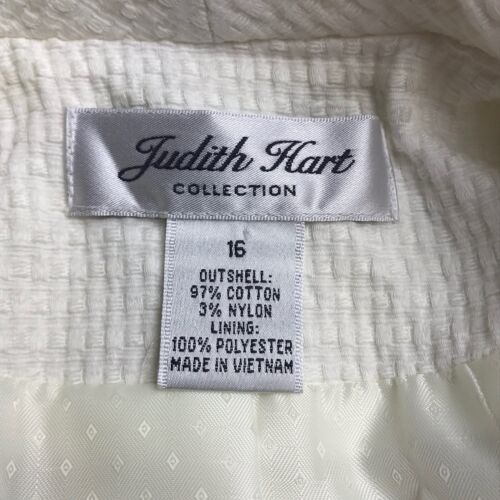 Judith Hart
COLLECTION
16
OUTSHELL:
97% COTTON
3% NYLON
LINING:
100% POLYESTER
MADE IN VIETNAM